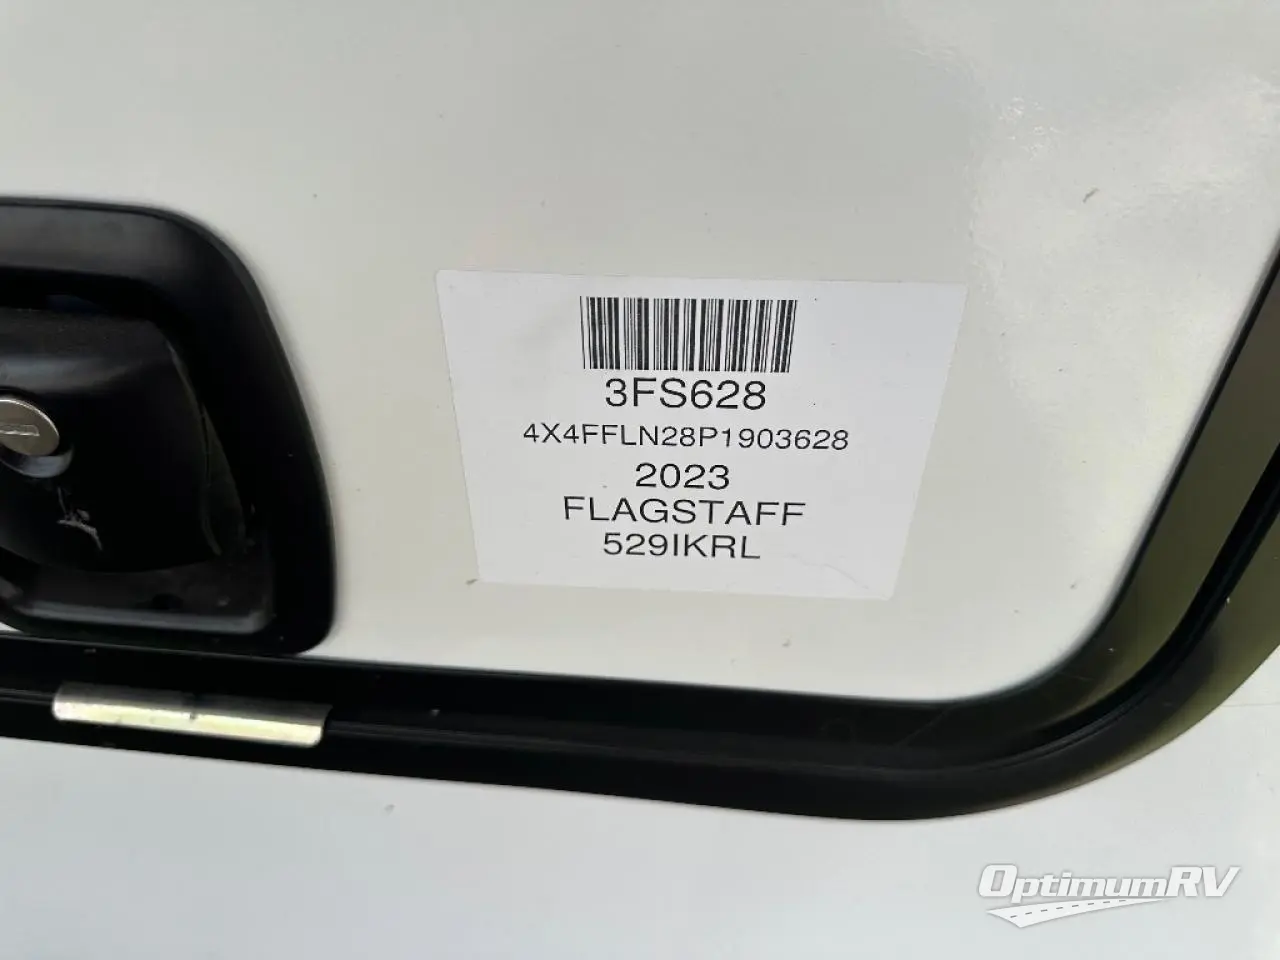 3FS628
4X4FFLN28P1903628
2023
FLAGSTAFF
529IKRL
OptimumRV